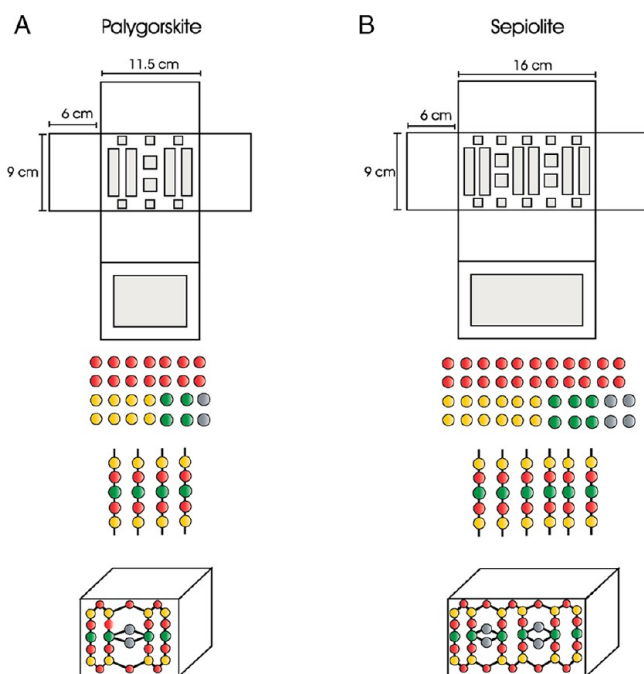 A
Palygorskite
11.5 cm
6 cm
9 cm
B
Sepiolite
16 cm
6 cm
9 cm